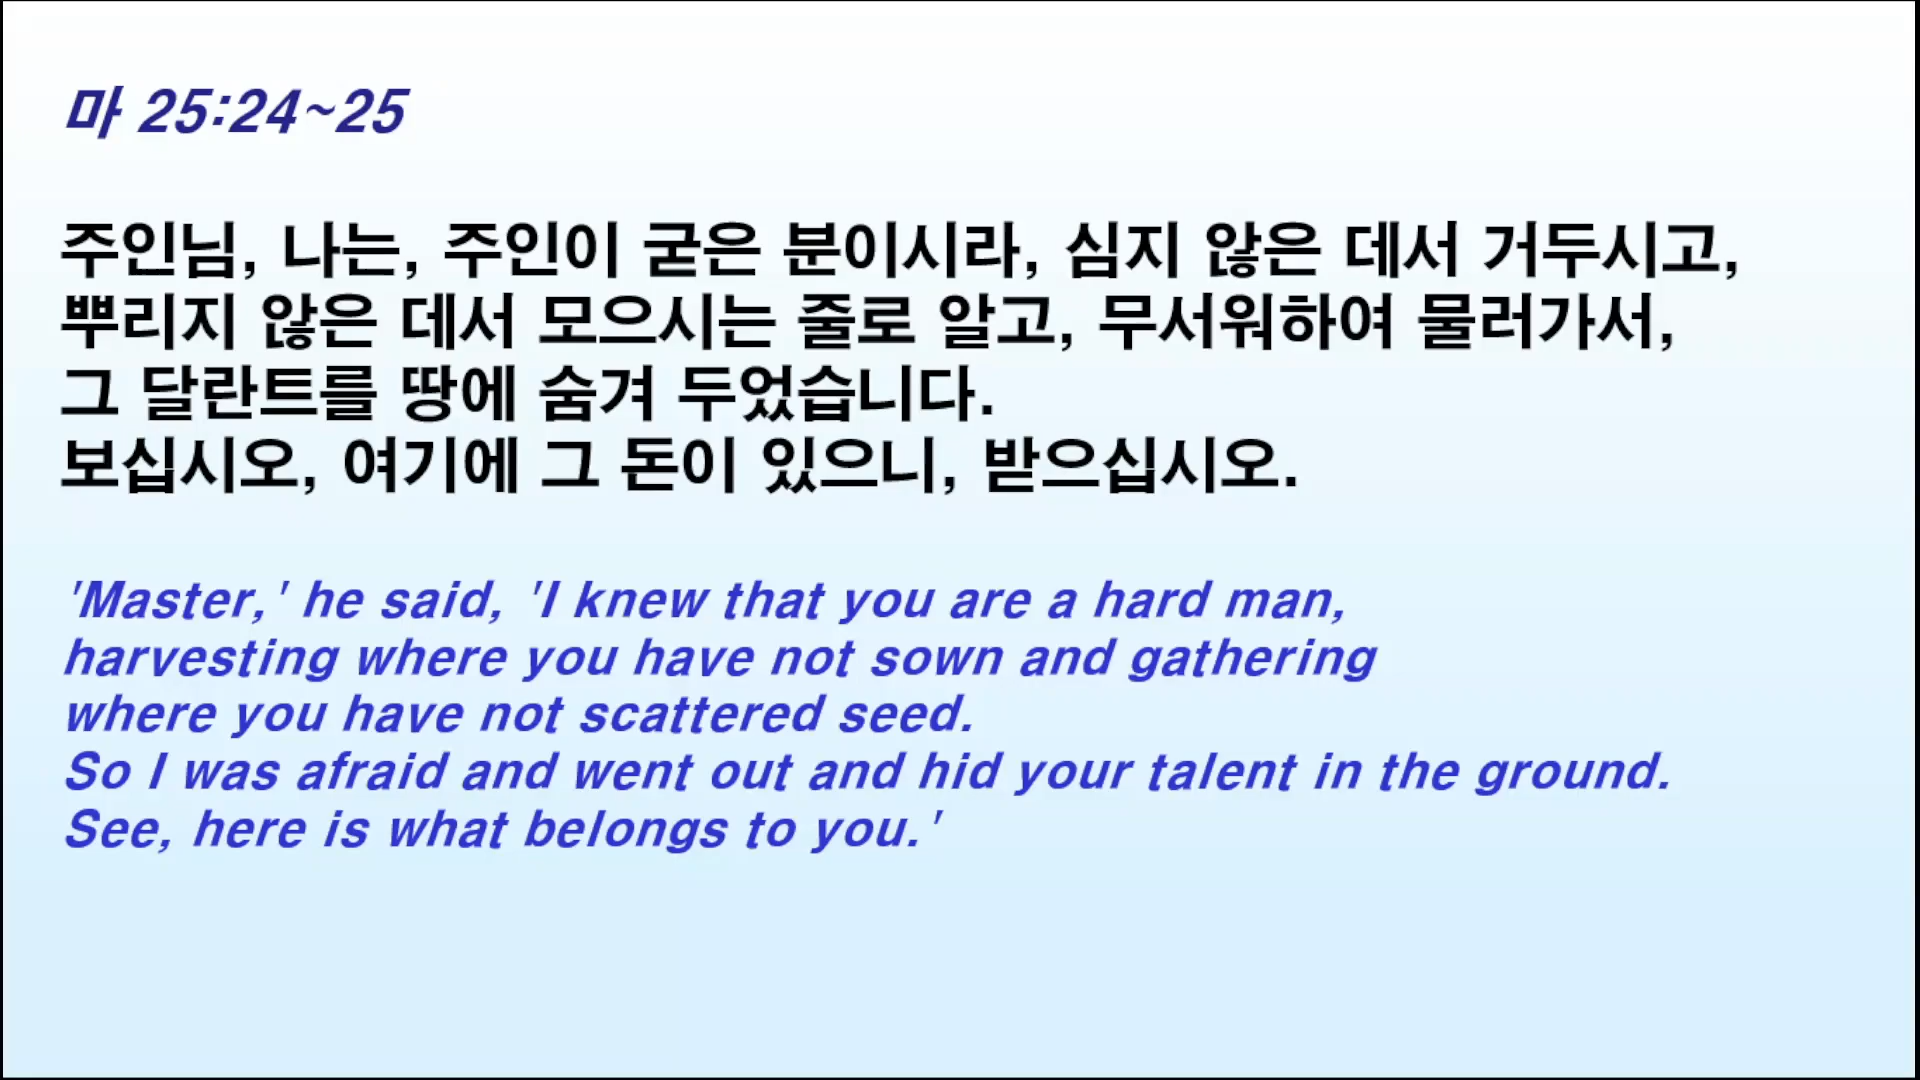 마 25:24~25
주인님, 나는, 주인이 굳은 분이시라, 심지 않은 데서 거두시고,
뿌리지 않은 데서 모으시는 줄로 알고, 무서워하여 물러가서,
그 달란트를 땅에 숨겨 두었습니다.
보십시오, 여기에 그 돈이 있으니, 받으십시오.
'Master,' he said, 'I knew that you are a hard man,
harvesting where you have not sown and gathering
where you have not scattered seed.
So I was afraid and went out and hid your talent in the ground.
See, here is what belongs to you.'